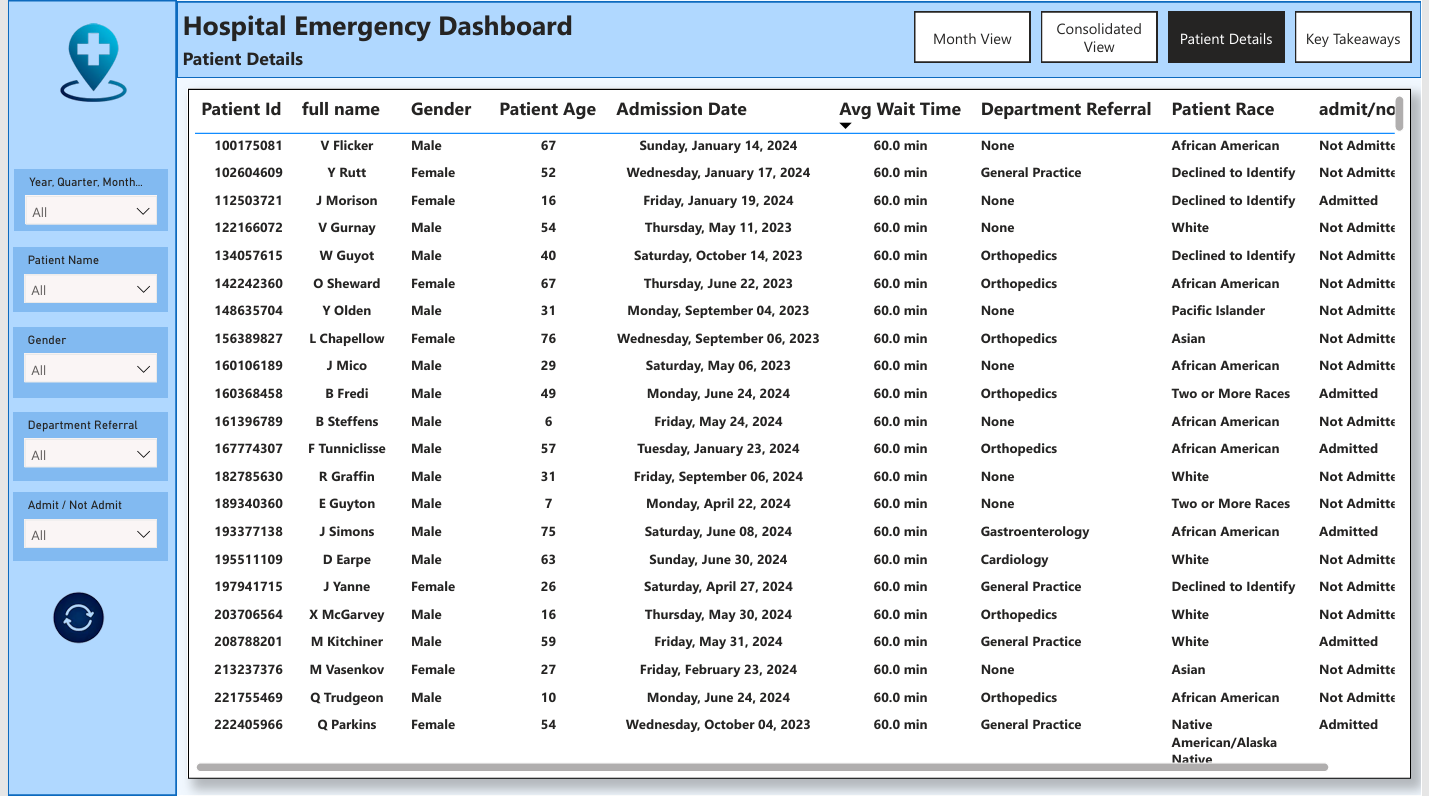 Hospital Emergency Dashboard
Patient Details
Month View
Consolidated
View
Patient Details
Key Takeaways
Year, Quarter, Month...
All
Patient Name
All
Gender
All
Department Referral
All
Admit / Not Admit
All
Patient Id full name Gender Patient Age Admission Date Avg Wait Time Department Referral Patient Race admit/no
100175081 V Flicker Male 67 Sunday, January 14, 2024 60.0 min None African American Not Admitte
102604609 Y Rutt Female 52 Wednesday, January 17, 2024 60.0 min General Practice Declined to Identify Not Admitte
112503721 J Morison Female 16 Friday, January 19, 2024 60.0 min None Declined to Identify Admitted
122166072 V Gurnay Male 54 Thursday, May 11, 2023 60.0 min None White Not Admitte
134057615 W Guyot Male 40 Saturday, October 14, 2023 60.0 min Orthopedics Declined to Identify Not Admitte
142242360 O Sheward Female 67 Thursday, June 22, 2023 60.0 min Orthopedics African American Not Admitte
148635704 Y Olden Male 31 Monday, September 04, 2023 60.0 min None Pacific Islander Not Admitte
156389827 L Chapellow Female 76 Wednesday, September 06, 2023 60.0 min Orthopedics Asian Not Admitte
160106189 J Mico Male 29 Saturday, May 06, 2023 60.0 min None African American Not Admitte
160368458 B Fredi Male 49 Monday, June 24, 2024 60.0 min Orthopedics Two or More Races Admitted
161396789 B Steffens Male 6 Friday, May 24, 2024 60.0 min None African American Not Admitte
167774307 F Tunniclisse Male 57 Tuesday, January 23, 2024 60.0 min Orthopedics African American Admitted
182785630 R Graffin Male 31 Friday, September 06, 2024 60.0 min None White Not Admitte
189340360 E Guyton Male 7 Monday, April 22, 2024 60.0 min None Two or More Races Not Admitte
193377138 J Simons Male 75 Saturday, June 08, 2024 60.0 min Gastroenterology African American Admitted
195511109 D Earpe Male 63 Sunday, June 30, 2024 60.0 min Cardiology White Not Admitte
197941715 J Yanne Female 26 Saturday, April 27, 2024 60.0 min General Practice Declined to Identify Not Admitte
203706564 X McGarvey Male 16 Thursday, May 30, 2024 60.0 min Orthopedics White Not Admitte
208788201 M Kitchiner Male 59 Friday, May 31, 2024 60.0 min General Practice White Admitted
213237376 M Vasenkov Female 27 Friday, February 23, 2024 60.0 min None Asian Not Admitte
221755469 Q Trudgeon Male 10 Monday, June 24, 2024 60.0 min Orthopedics African American Not Admitte
222405966 Q Parkins Female 54 Wednesday, October 04, 2023 60.0 min General Practice Native Admitted
American/Alaska
Native